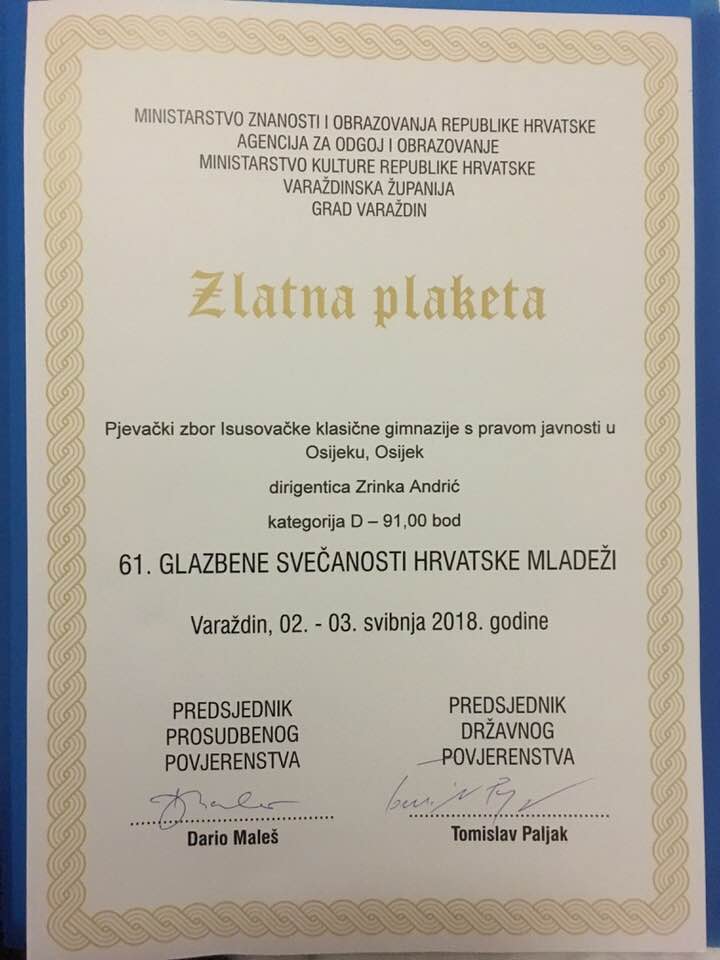 MINISTARSTVO ZNANOSTI I OBRAZOVANJA REPUBLIKE HRVATSKE
AGENCIJA ZA ODGOJ I OBRAZOVANJE
MINISTARSTVO KULTURE REPUBLIKE HRVATSKE
VARAŽDINSKA ŽUPANIJA
GRAD VARAŽDIN
Zlatna plaketa
Pjevački zbor Isusovačke klasične gimnazije s pravom javnosti u
Osijeku, Osijek
dirigentica Zrinka Andrić
kategorija D – 91,00 bod
61. GLAZBENE SVEČANOSTI HRVATSKE MLADEŽI
Varaždin, 02. - 03. svibnja 2018. godine
PREDSJEDNIK
PROSUDBENOG
POVJERENSTVA
Dario Maleš
PREDSJEDNIK
DRŽAVNOG
POVJERENSTVA
Tomislav Paljak